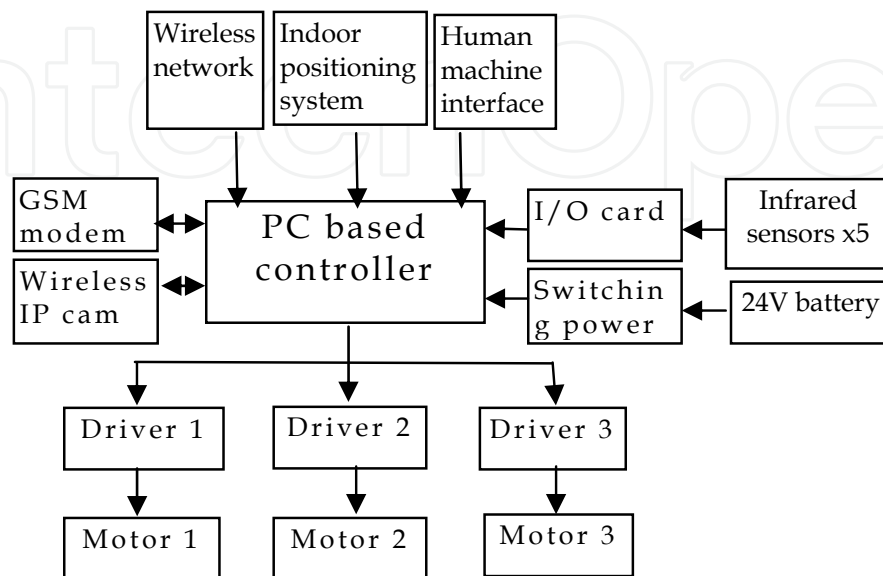 Wireless
network
Indoor
positioning
system
Human
machine
interface
GSM
modem
PC based
controller
I/O card
Infrared
sensors x5
Wireless
IP cam
Switchin
g power
24V battery
Driver 1
Driver 2
Driver 3
Motor 1
Motor 2
Motor 3
ntechOpe